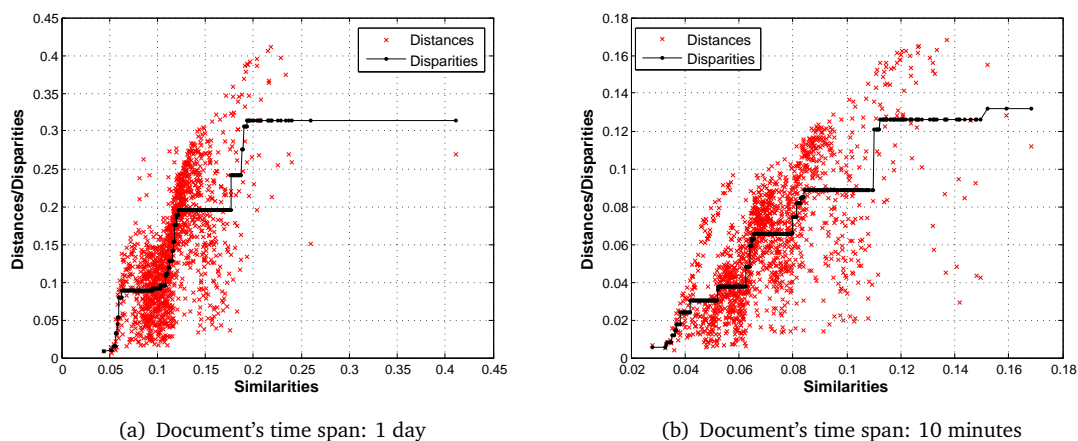 0.45
0.4
0.35
0.3
0.25
0.2
0.15
0.1
0.05
0
Distances/Disparities
Distances
Disparities
0 0.05 0.1 0.15 0.2 0.25 0.3 0.35 0.4 0.45
Similarities
(a) Document's time span: 1 day
0.18
0.16
0.14
0.12
0.1
0.08
0.06
0.04
0.02
0
Distances/Disparities
Distances
Disparities
0.02 0.04 0.06 0.08 0.10 0.12 0.14 0.16 0.18
Similarities
(b) Document's time span: 10 minutes